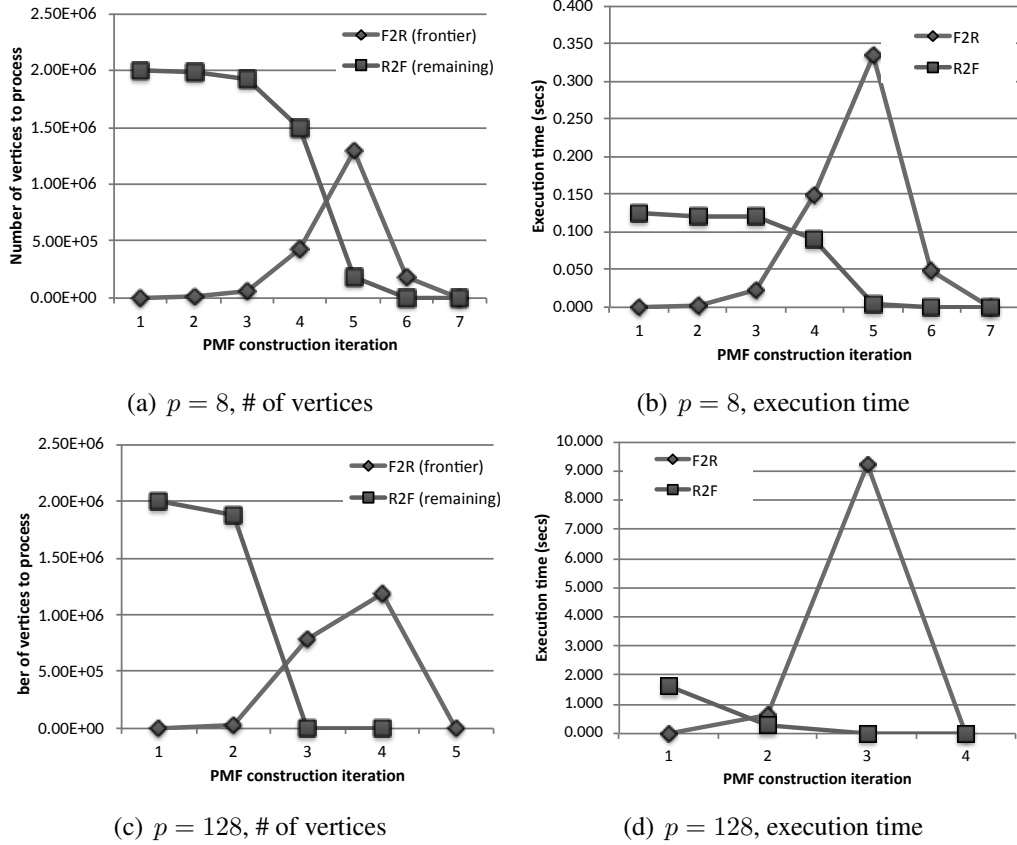 2.50E+06
2.00E+06
1.50E+06
1.00E+06
5.00E+05
0.00E+00
Number of vertices to process
F2R (frontier)
R2F (remaining)
1 2 3 4 5 6 7
PMF construction iteration
(a) p = 8, # of vertices
0.400
0.350
0.300
0.250
0.200
0.150
0.100
0.050
0.000
Execution time (secs)
F2R
R2F
1 2 3 4 5 6 7
PMF construction iteration
(b) p = 8, execution time
2.50E+06
2.00E+06
1.50E+06
1.00E+06
5.00E+05
0.00E+00
ber of vertices to process
F2R (frontier)
R2F (remaining)
1 2 3 4 5
PMF construction iteration
(c) p = 128, # of vertices
10.000
9.000
8.000
7.000
6.000
5.000
4.000
3.000
2.000
1.000
0.000
Execution time (secs)
F2R
R2F
1 2 3 4
PMF construction iteration
(d) p = 128, execution time